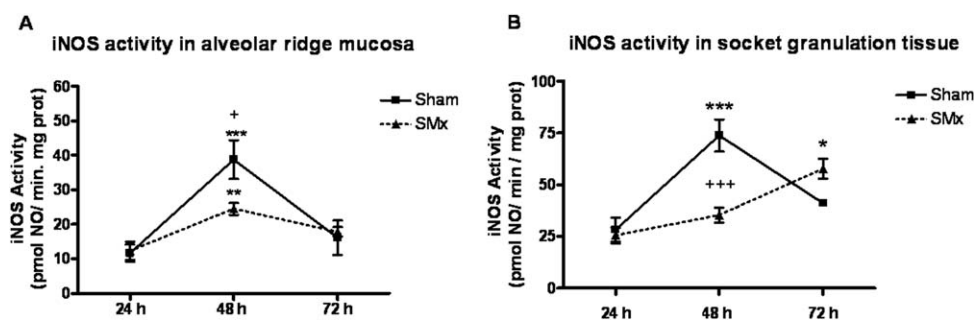 A
iNOS activity in alveolar ridge mucosa
iNOS Activity
(pmol NO/ min. mg prot)
60
50
40
30
20
10
0
+
***
**
Sham
SMx
24 h
48 h
72 h
B
iNOS activity in socket granulation tissue
iNOS Activity
(pmol NO/ min / mg prot)
100
75
50
25
0
***
+++
*
Sham
SMx
24 h
48 h
72 h